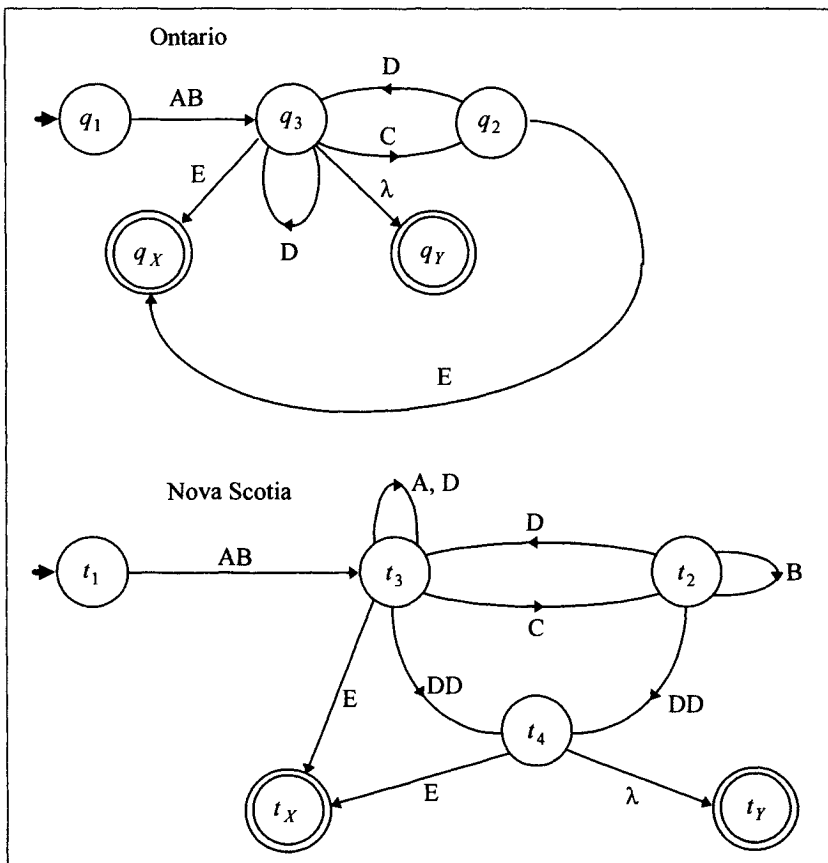 Ontario
D
q1 AB q3 C q2
E λ
D
qX qY
E
Nova Scotia
A, D
D
AB
t1 t3 t2 B
C
E DD DD
t4
E λ
tX tY